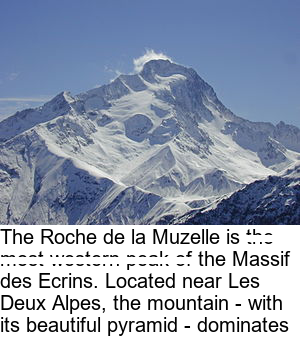 The Roche de la Muzelle is the
most western peak of the Massif
des Ecrins. Located near Les
Deux Alpes, the mountain - with
its beautiful pyramid - dominates